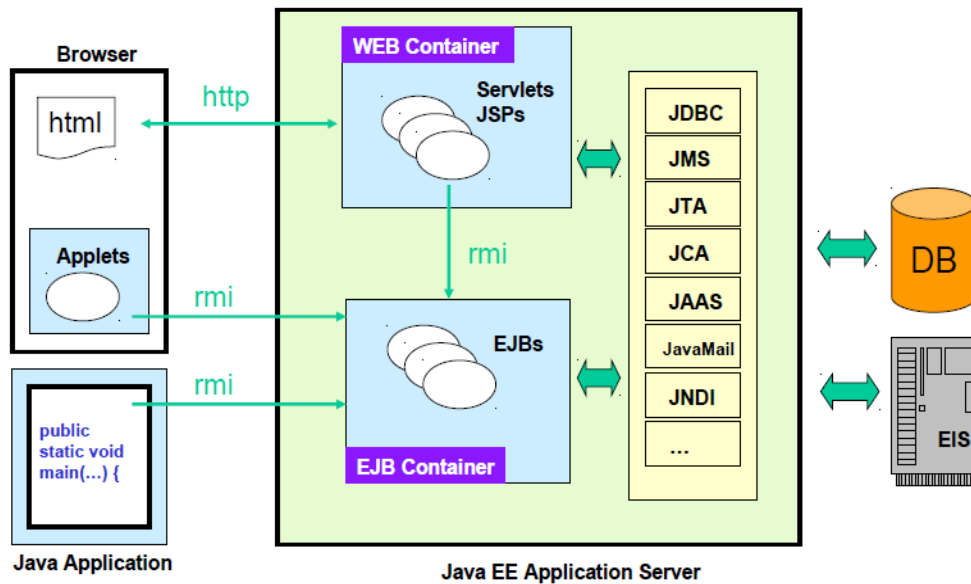 Browser
html
Applets
public
static void
main(...) {
Java Application
http
rmi
rmi
WEB Container
Servlets
JSPs
rmi
EJBs
EJB Container
JDBC
JMS
JTA
JCA
JAAS
JavaMail
JNDI
...
Java EE Application Server
DB
EIS